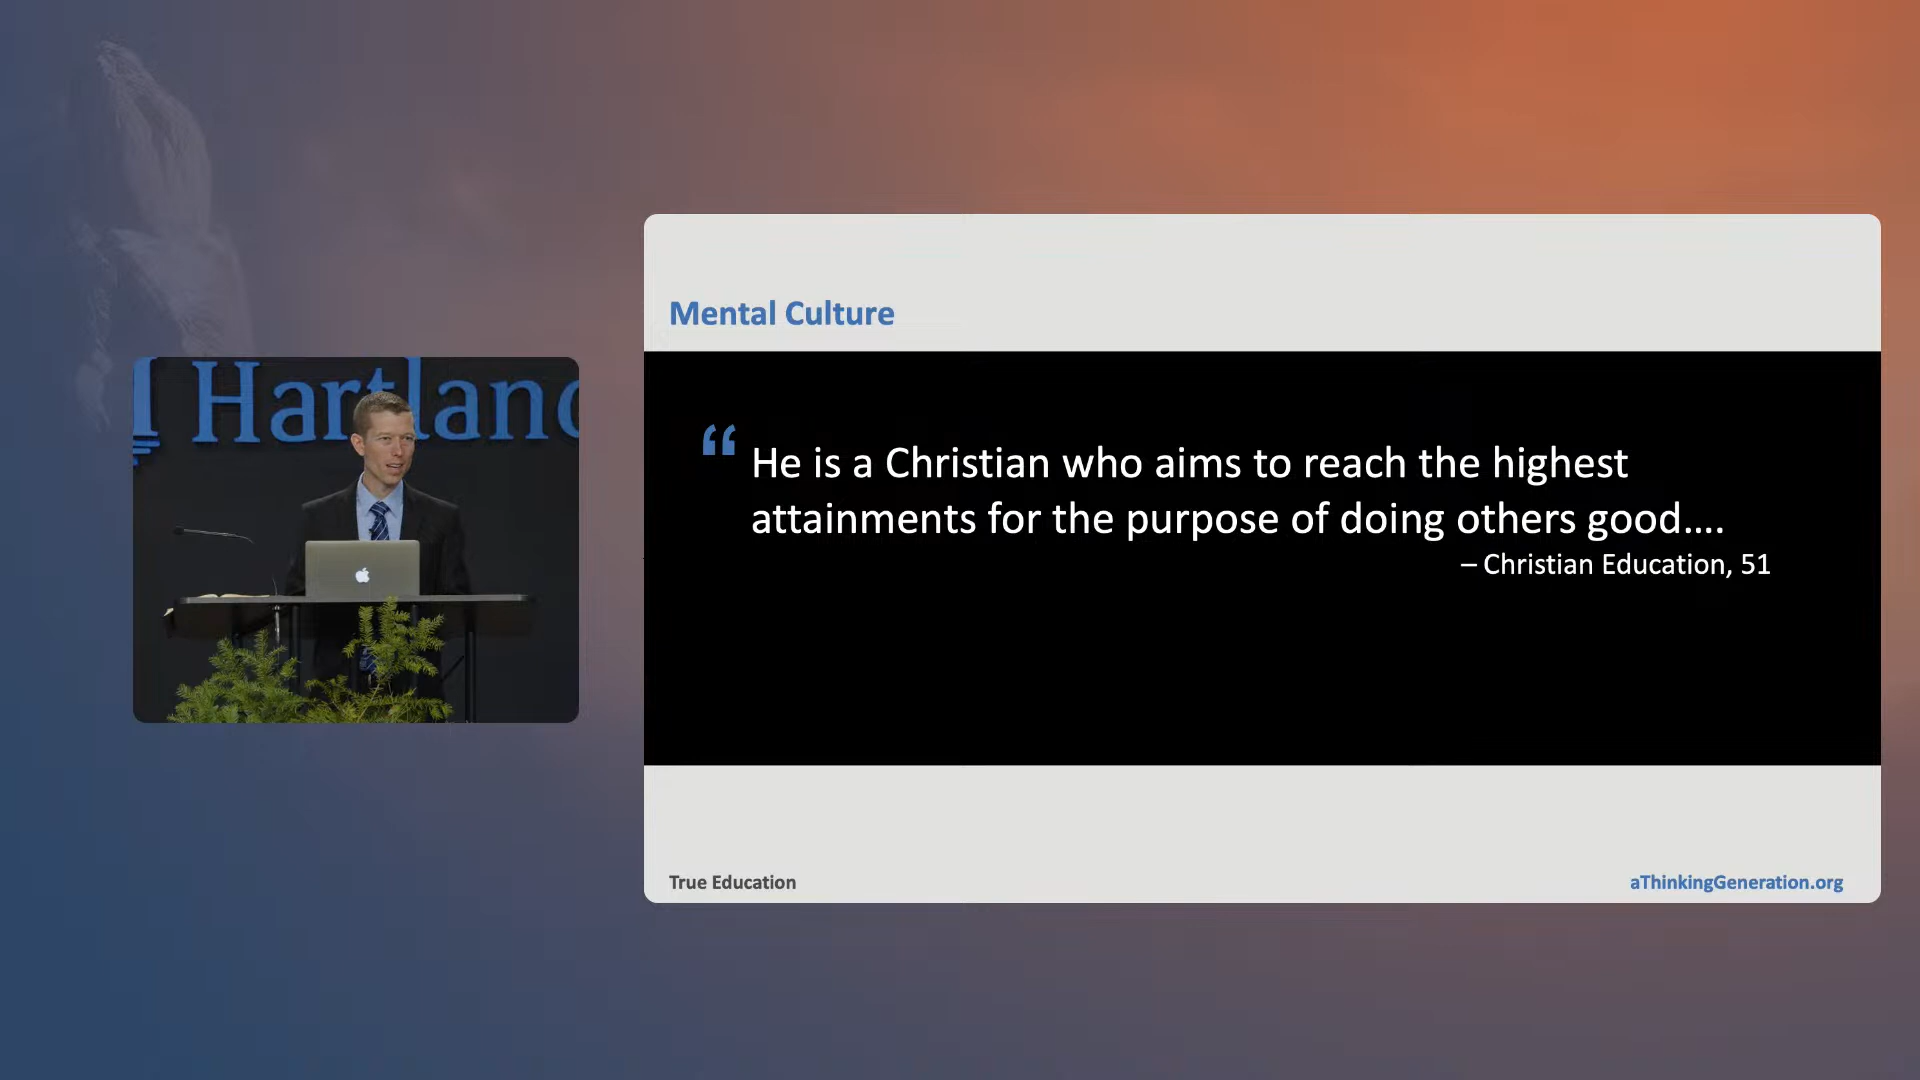 Hartland
Mental Culture
“ He is a Christian who aims to reach the highest
attainments for the purpose of doing others good....
– Christian Education, 51
True Education
aThinkingGeneration.org